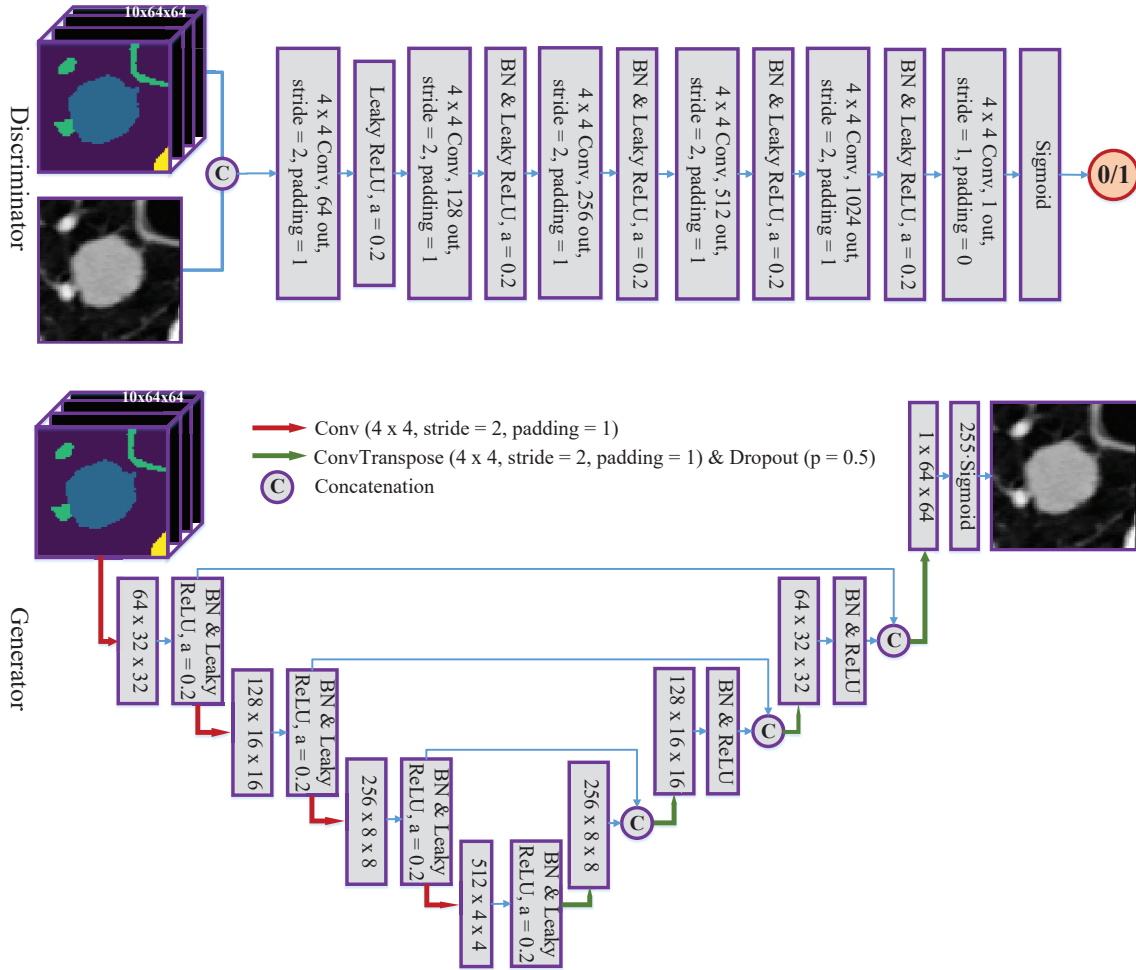 10x64x64
Discriminator
C
4 x 4 Conv, 64 out,
stride = 2, padding = 1
Leaky ReLU, a = 0.2
4 x 4 Conv, 128 out,
stride = 2, padding = 1
BN & Leaky ReLU, a = 0.2
4 x 4 Conv, 256 out,
stride = 2, padding = 1
BN & Leaky ReLU, a = 0.2
4 x 4 Conv, 512 out,
stride = 2, padding = 1
BN & Leaky ReLU, a = 0.2
4 x 4 Conv, 1024 out,
stride = 2, padding = 1
BN & Leaky ReLU, a = 0.2
4 x 4 Conv, 1 out,
stride = 1, padding = 0
Sigmoid
0/1
10x64x64
Conv (4 x 4, stride = 2, padding = 1)
ConvTranspose (4 x 4, stride = 2, padding = 1) & Dropout (p = 0.5)
C
Concatenation
Generator
64 x 32 x 32
BN & Leaky
ReLU, a = 0.2
128 x 16 x 16
BN & Leaky
ReLU, a = 0.2
256 x 8 x 8
BN & Leaky
ReLU, a = 0.2
512 x 4 x 4
BN & Leaky
ReLU, a = 0.2
256 x 8 x 8
C
128 x 16 x 16
BN & ReLU
C
64 x 32 x 32
BN & ReLU
C
1 x 64 x 64
255·Sigmoid